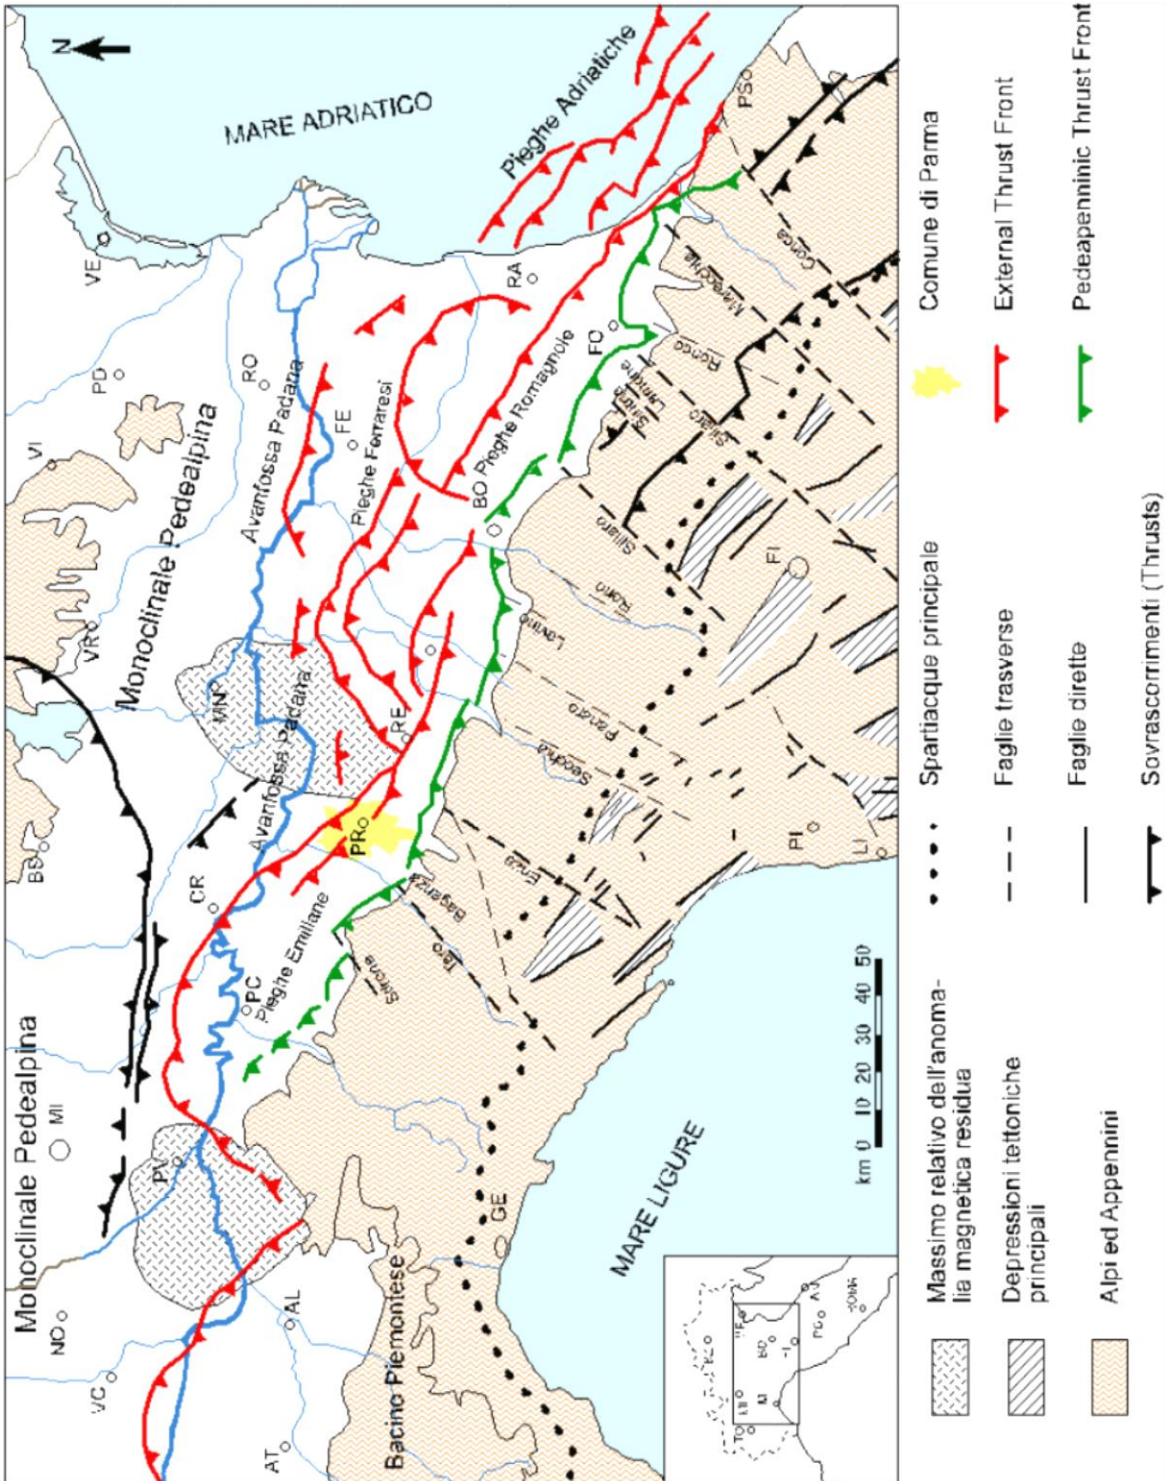 Monoclinale Pedealpina
NO
MI
VC
AT
AL
PV
Bacino Piemontese
GE
MARE LIGURE
BS
VR
VI
PD
VE
N
Monoclinale Pedealpina
CR
MN
RO
PC
Avanfossa Padana
Avanfossa Padana
FE
Pieghe Ferraresi
MARE ADRIATICO
Pieghe Adriatiche
Pieghe Emiliane
PR
RE
BO
Pieghe Romagnole
RA
FO
PS
Stirone
Taro
Baganza
Enza
Secchia
Panaro
Lavino
Reno
Sillaro
Ronco
Marecchia
Conca
FI
PI
LI
km 0 10 20 30 40 50
ROMA
Massimo relativo dell'anoma-
lia magnetica residua
Depressioni tettoniche
principali
Alpi ed Appennini
Spartiacque principale
Faglie trasverse
Faglie dirette
Sovrascorrimenti (Thrusts)
Comune di Parma
External Thrust Front
Pedeapenninic Thrust Front